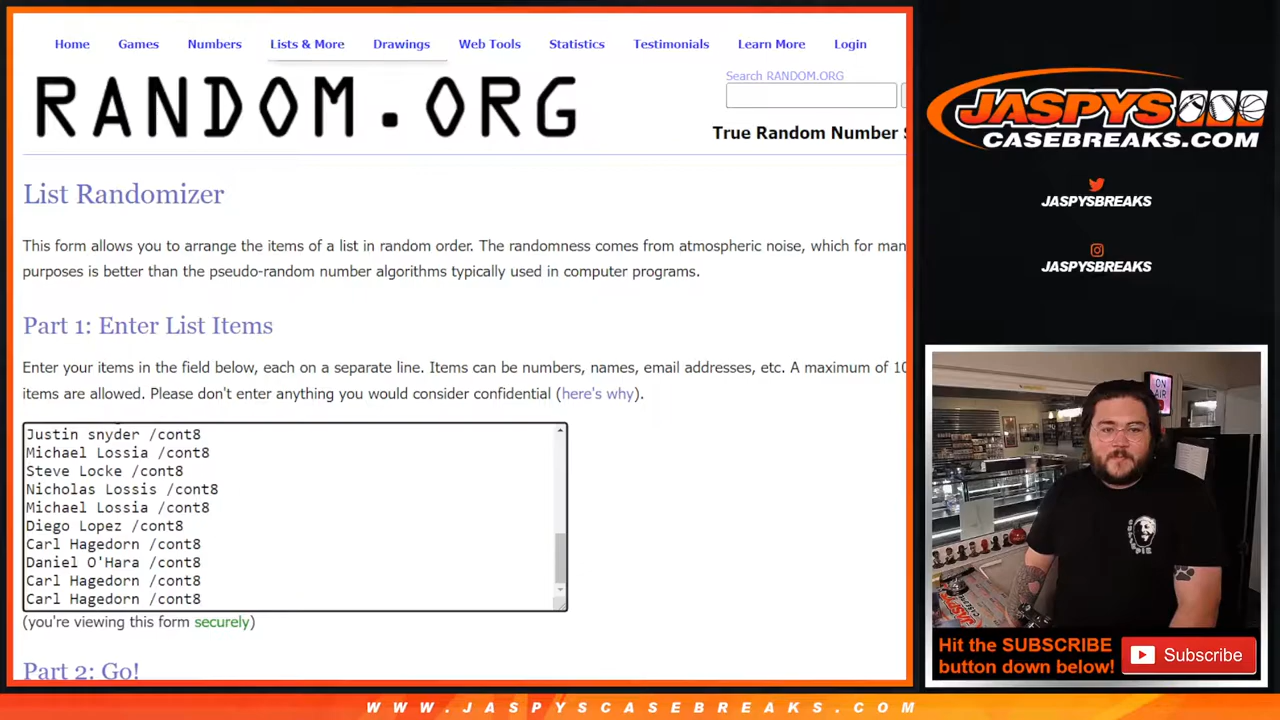 Home Games Numbers Lists & More Drawings Web Tools Statistics Testimonials Learn More Login
RANDOM.ORG
Search RANDOM.ORG
True Random Number S
List Randomizer
This form allows you to arrange the items of a list in random order. The randomness comes from atmospheric noise, which for man
purposes is better than the pseudo-random number algorithms typically used in computer programs.
Part 1: Enter List Items
Enter your items in the field below, each on a separate line. Items can be numbers, names, email addresses, etc. A maximum of 10
items are allowed. Please don't enter anything you would consider confidential (here's why).
Justin snyder /cont8
Michael Lossia /cont8
Steve Locke /cont8
Nicholas Lossis /cont8
Michael Lossia /cont8
Diego Lopez /cont8
Carl Hagedorn /cont8
Daniel O'Hara /cont8
Carl Hagedorn /cont8
Carl Hagedorn /cont8
(you're viewing this form securely)
Part 2: Go!
JASPYS
CASEBREAKS.COM
JASPYSBREAKS
JASPYSBREAKS
ON
AIR
CUTIE
PIE
JASPYS
Hit the SUBSCRIBE
button down below!
Subscribe
WWW.JASPYSCASEBREAKS.COM